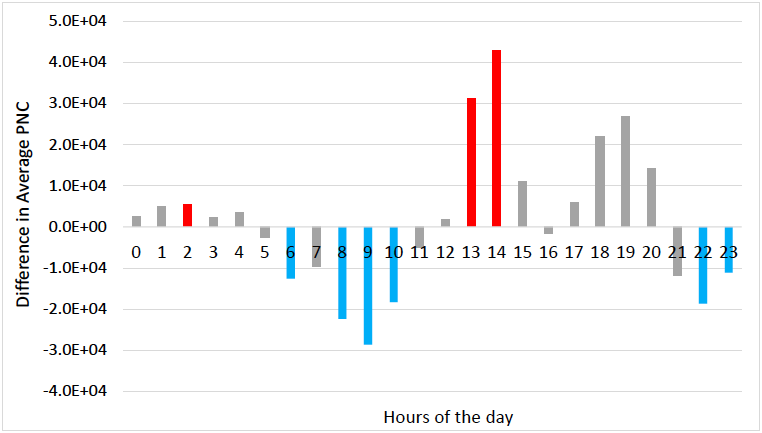 5.0E+04
4.0E+04
3.0E+04
2.0E+04
1.0E+04
0.0E+00
-1.0E+04
-2.0E+04
-3.0E+04
-4.0E+04
Difference in Average PNC
0 1 2 3 4 5 6 7 8 9 10 11 12 13 14 15 16 17 18 19 20 21 22 23
Hours of the day